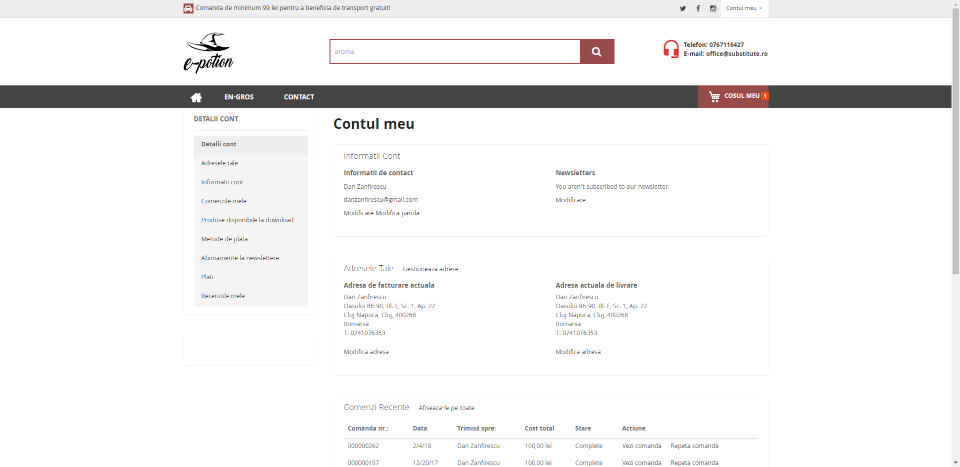 Comanda de minimum 99 lei pentru a beneficia de transport gratuit!
Contul meu
e-potion
aroma
Telefon: 0767116427
E-mail: office@substitute.ro
EN-GROS
CONTACT
COSUL MEU 1
DETALII CONT
Detalii cont
Adresele tale
Informatii cont
Comenzile mele
Produse disponibile la download
Metode de plata
Abonamente la newslettere
Plati
Recenziile mele
Contul meu
Informatii Cont
Informatii de contact
Dan Zanfirescu
danzanfirescu@gmail.com
Modificare Modifica parola
Newsletters
You aren't subscribed to our newsletter.
Modificare
Adresele Tale Gestioneaza adrese
Adresa de facturare actuala
Dan Zanfirescu
Oasului 86-90, Bl. F, Sc. 1, Ap. 22
Cluj-Napoca, Cluj, 400268
Romania
T: 0741076353
Modifica adresa
Adresa actuala de livrare
Dan Zanfirescu
Oasului 86-90, Bl. F, Sc. 1, Ap. 22
Cluj-Napoca, Cluj, 400268
Romania
T: 0741076353
Modifica adresa
Comenzi Recente Afiseaza-le pe toate
Comanda nr.: Data Trimisă spre: Cost total Stare Actiune
000000262 2/4/18 Dan Zanfirescu 100,00 lei Complete Vezi comanda Repeta comanda
000000157 12/20/17 Dan Zanfirescu 100,00 lei Complete Vezi comanda Repeta comanda